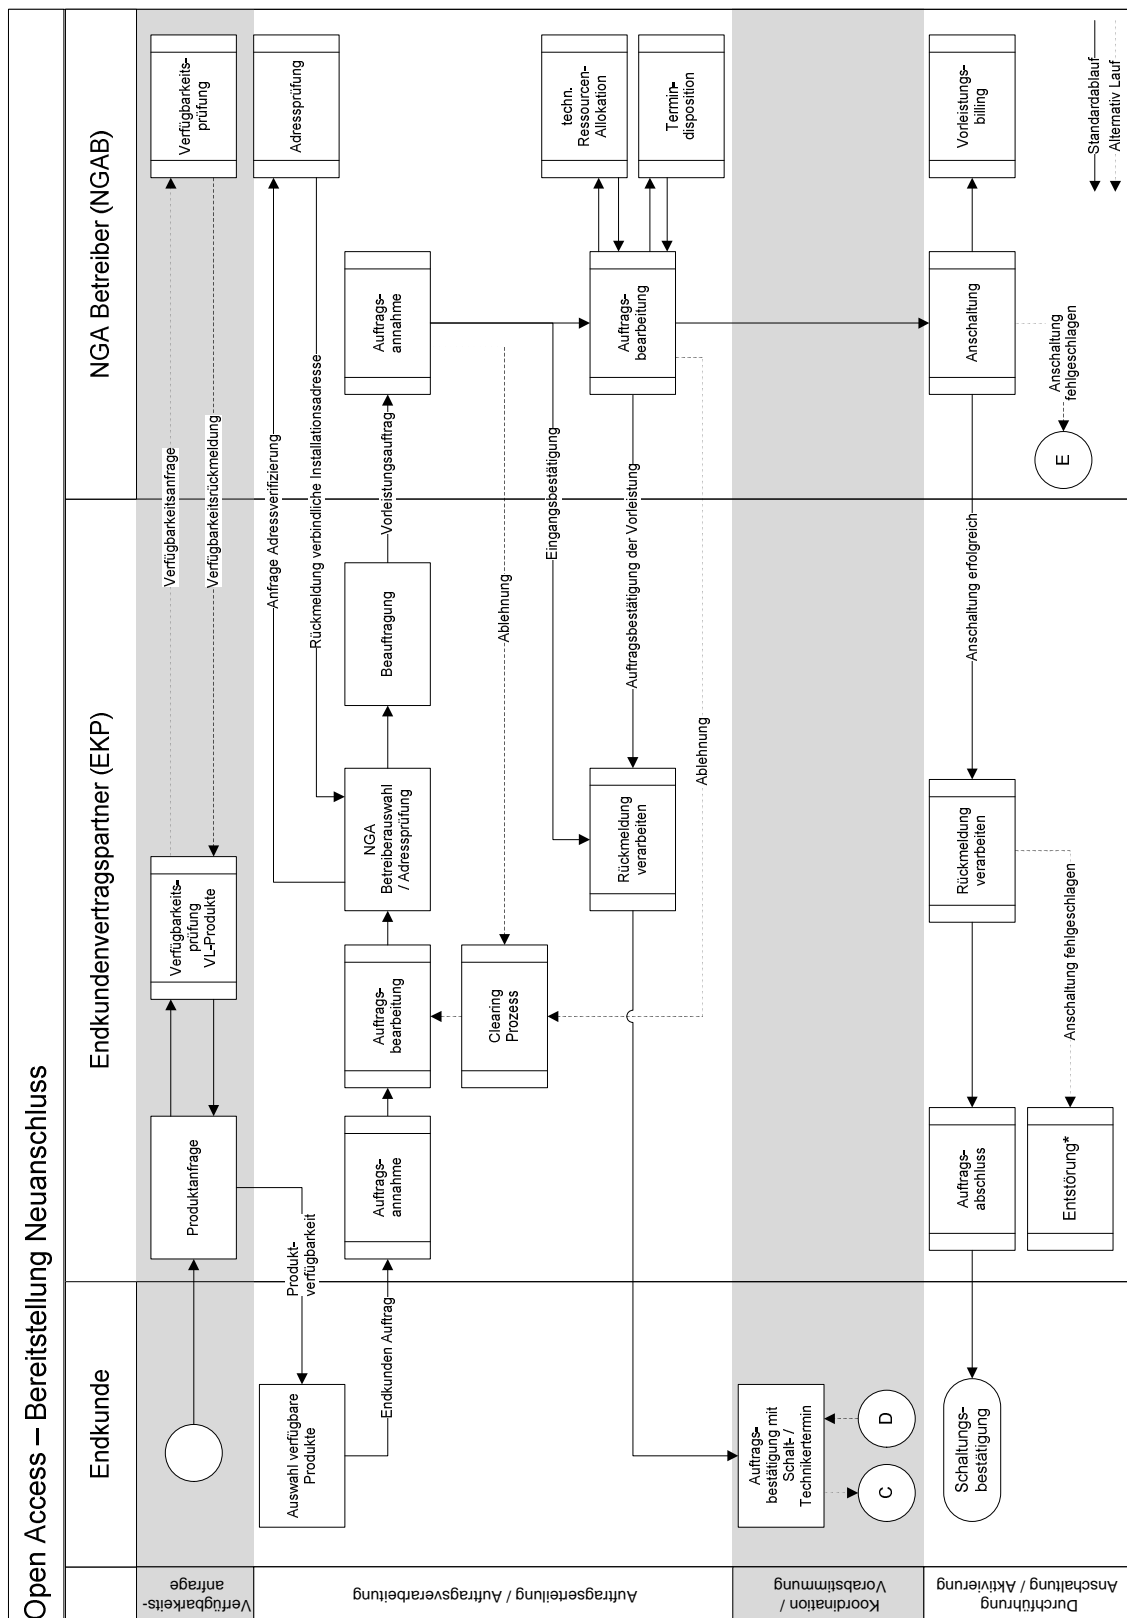 Open Access – Bereitstellung Neuanschluss
Endkunde
Endkundenvertragspartner (EKP)
NGA Betreiber (NGAB)
Verfügbarkeits-
anfrage
Produktanfrage
Verfügbarkeits-
prüfung
VL-Produkte
Verfügbarkeitsanfrage
Verfügbarkeitsrückmeldung
Verfügbarkeits-
prüfung
Auftragserteilung / Auftragsverarbeitung
Auswahl verfügbare
Produkte
Produkt-
verfügbarkeit
Endkunden Auftrag
Auftrags-
annahme
Auftrags-
bearbeitung
NGA
Betreiberauswahl
/ Adressprüfung
Anfrage Adressverifizierung
Rückmeldung verbindliche Installationsadresse
Adressprüfung
Beauftragung
Vorleistungsauftrag
Auftrags-
annahme
Clearing
Prozess
Ablehnung
Eingangsbestätigung
Rückmeldung
verarbeiten
Auftragsbestätigung der Vorleistung
Auftrags-
bearbeitung
techn.
Ressourcen-
Allokation
Termin-
disposition
Ablehnung
Koordination /
Vorabstimmung
Auftrags-
bestätigung mit
Schalt- /
Technikertermin
C
D
Durchführung
Anschaltung / Aktivierung
Schaltungs-
bestätigung
Auftrags-
abschluss
Rückmeldung
verarbeiten
Anschaltung erfolgreich
Anschaltung
Vorleistungs-
billing
Entstörung*
Anschaltung fehlgeschlagen
Anschaltung
fehlgeschlagen
E
Standardablauf
Alternativ Lauf